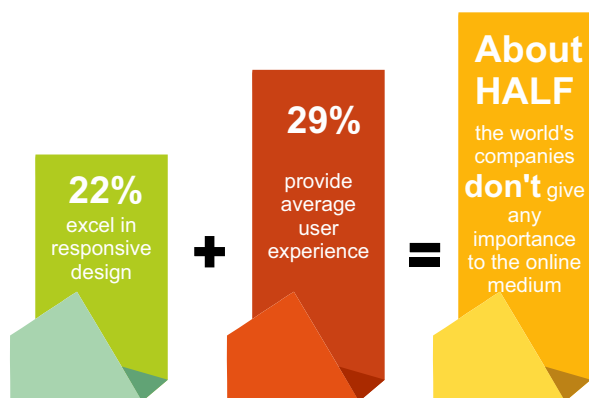 22%
excel in
responsive
design
+
29%
provide
average
user
experience
=
About
HALF
the world's
companies
don't give
any
importance
to the online
medium